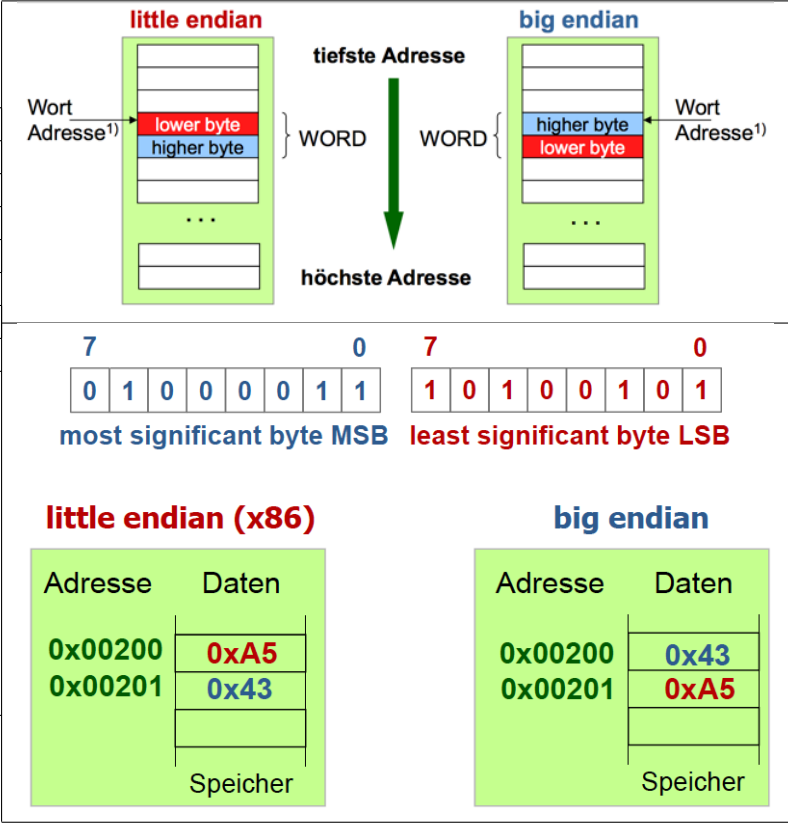 little endian
big endian
tiefste Adresse
Wort
Adresse1)
lower byte
higher byte
WORD
WORD
higher byte
lower byte
Wort
Adresse1)
...
...
höchste Adresse
7 0 7 0
0 1 0 0 0 0 1 1 1 0 1 0 0 1 0 1
most significant byte MSB least significant byte LSB
little endian (x86)
Adresse Daten
0x00200 0xA5
0x00201 0x43
Speicher
big endian
Adresse Daten
0x00200 0x43
0x00201 0xA5
Speicher